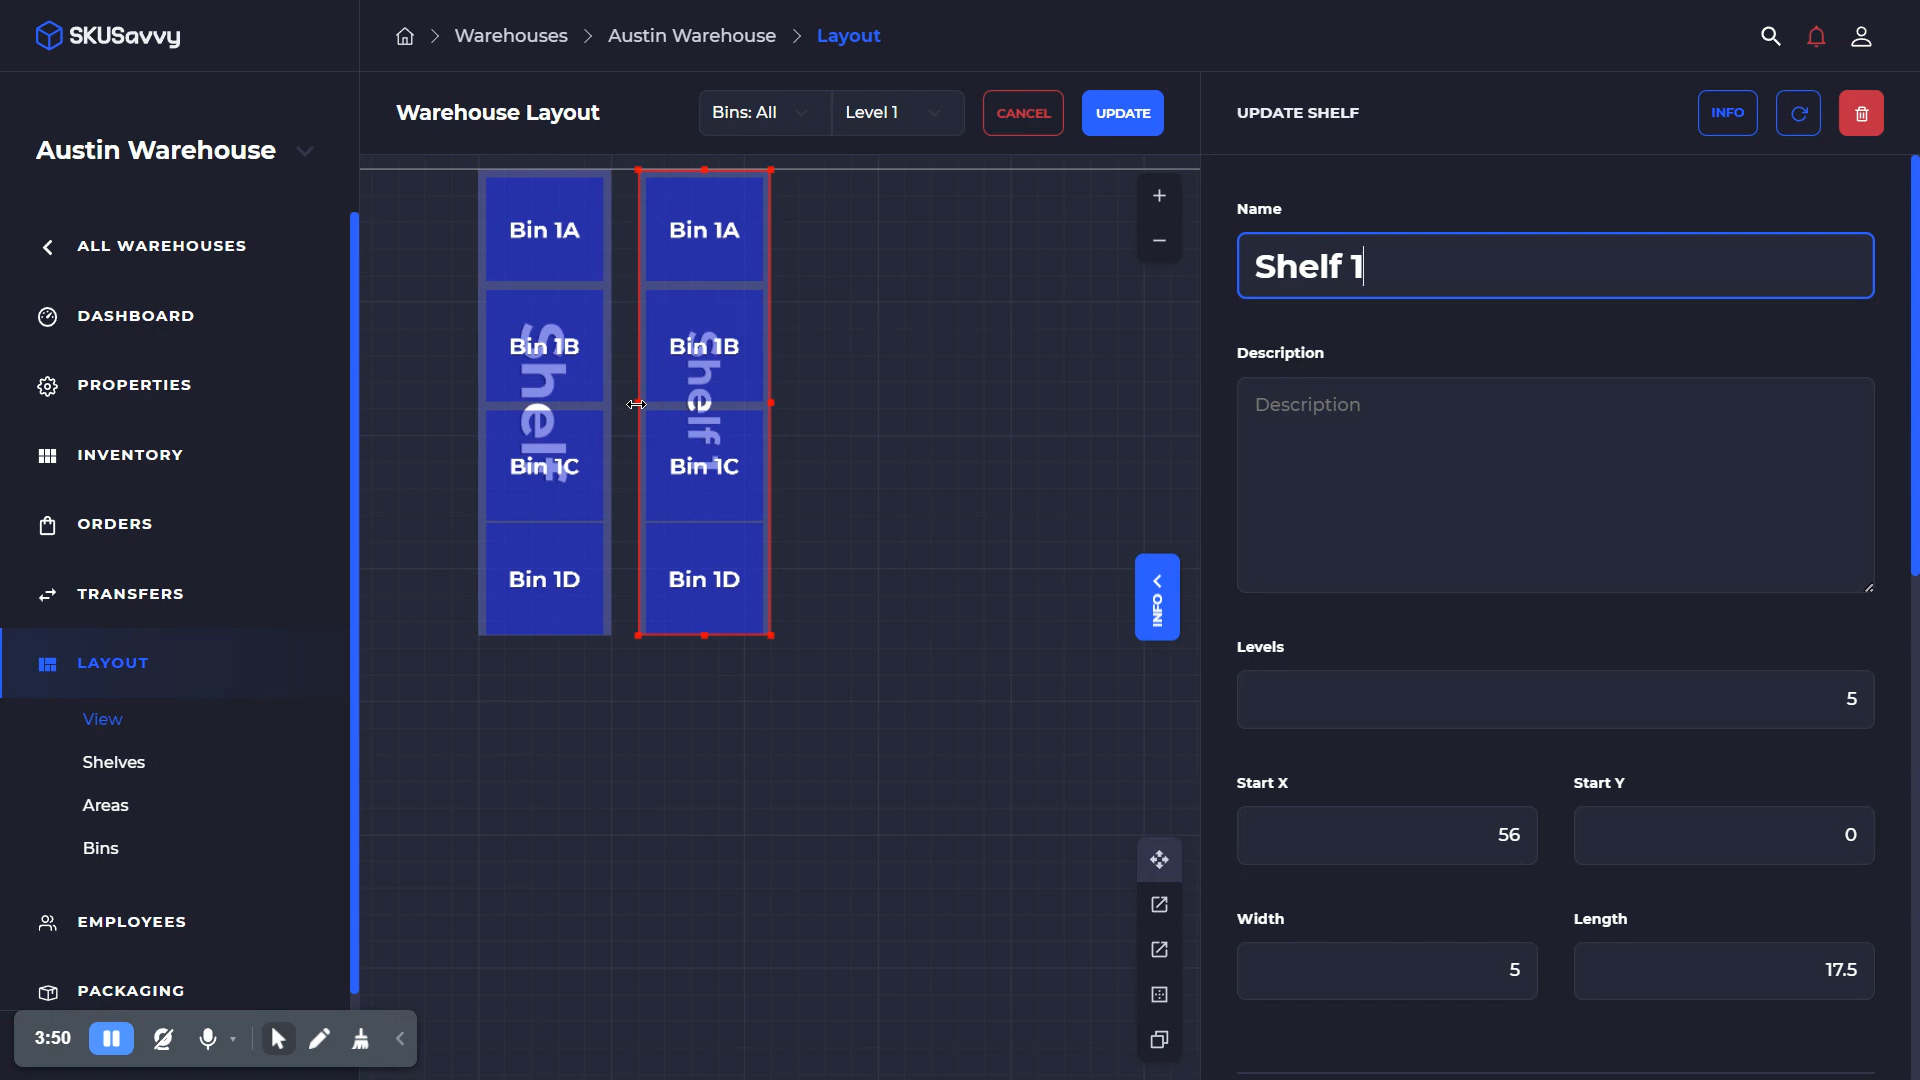 SKUSavvy
Warehouses
Austin Warehouse
Layout
Austin Warehouse
ALL WAREHOUSES
DASHBOARD
PROPERTIES
INVENTORY
ORDERS
TRANSFERS
LAYOUT
View
Shelves
Areas
Bins
EMPLOYEES
PACKAGING
3:50
Warehouse Layout
Bins: All
Level 1
CANCEL
UPDATE
Bin 1A
Bin 1B
Bin 1C
Bin 1D
Shelf
Bin 1A
Bin 1B
Bin 1C
Bin 1D
Shelf 1
INFO
UPDATE SHELF
INFO
Name
Shelf 1
Description
Description
Levels
5
Start X
Start Y
56
0
Width
Length
5
17.5